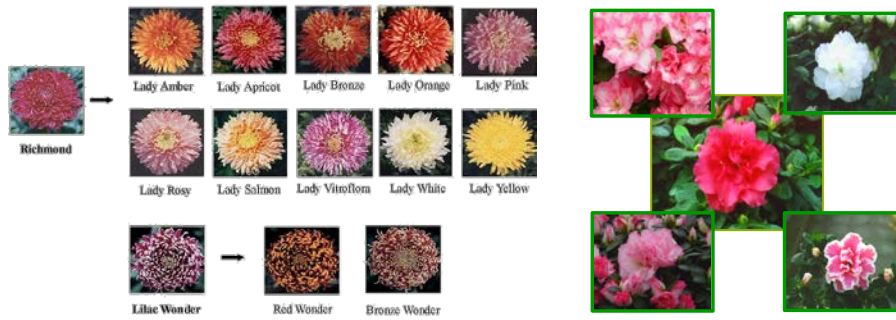 Lady Amber
Lady Apricot
Lady Bronze
Lady Orange
Lady Pink
Richmond
Lady Rosy
Lady Salmon
Lady Vitroflora
Lady White
Lady Yellow
Lilac Wonder
Red Wonder
Bronze Wonder